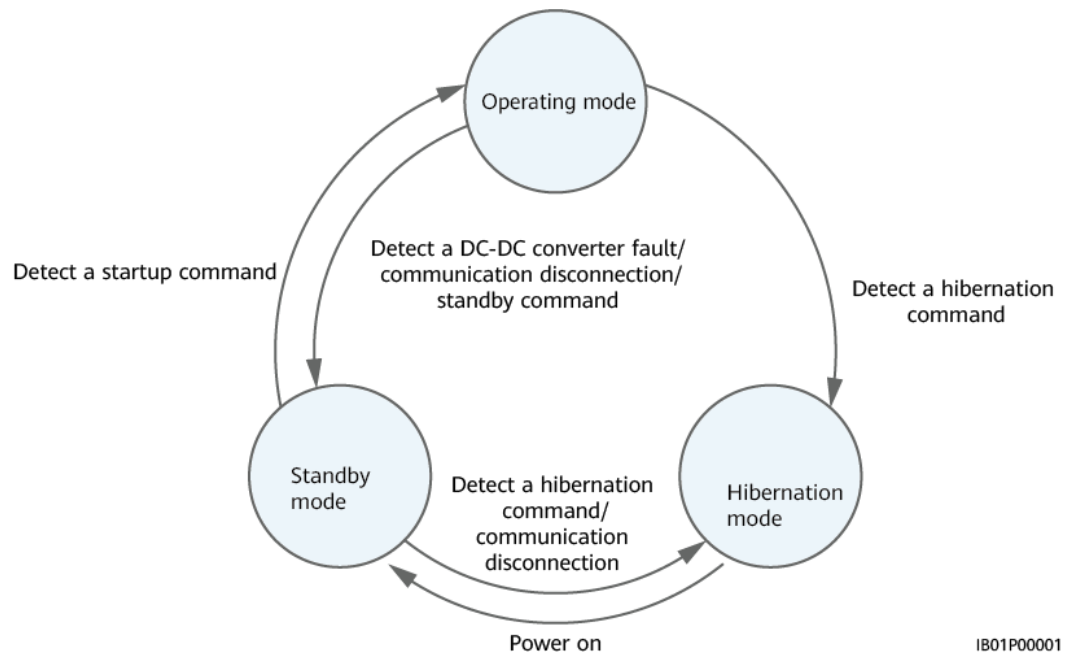 Operating mode
Detect a startup command
Detect a DC-DC converter fault/
communication disconnection/
standby command
Detect a hibernation
command
Standby
mode
Detect a hibernation
command/
communication
disconnection
Hibernation
mode
Power on
IB01P00001